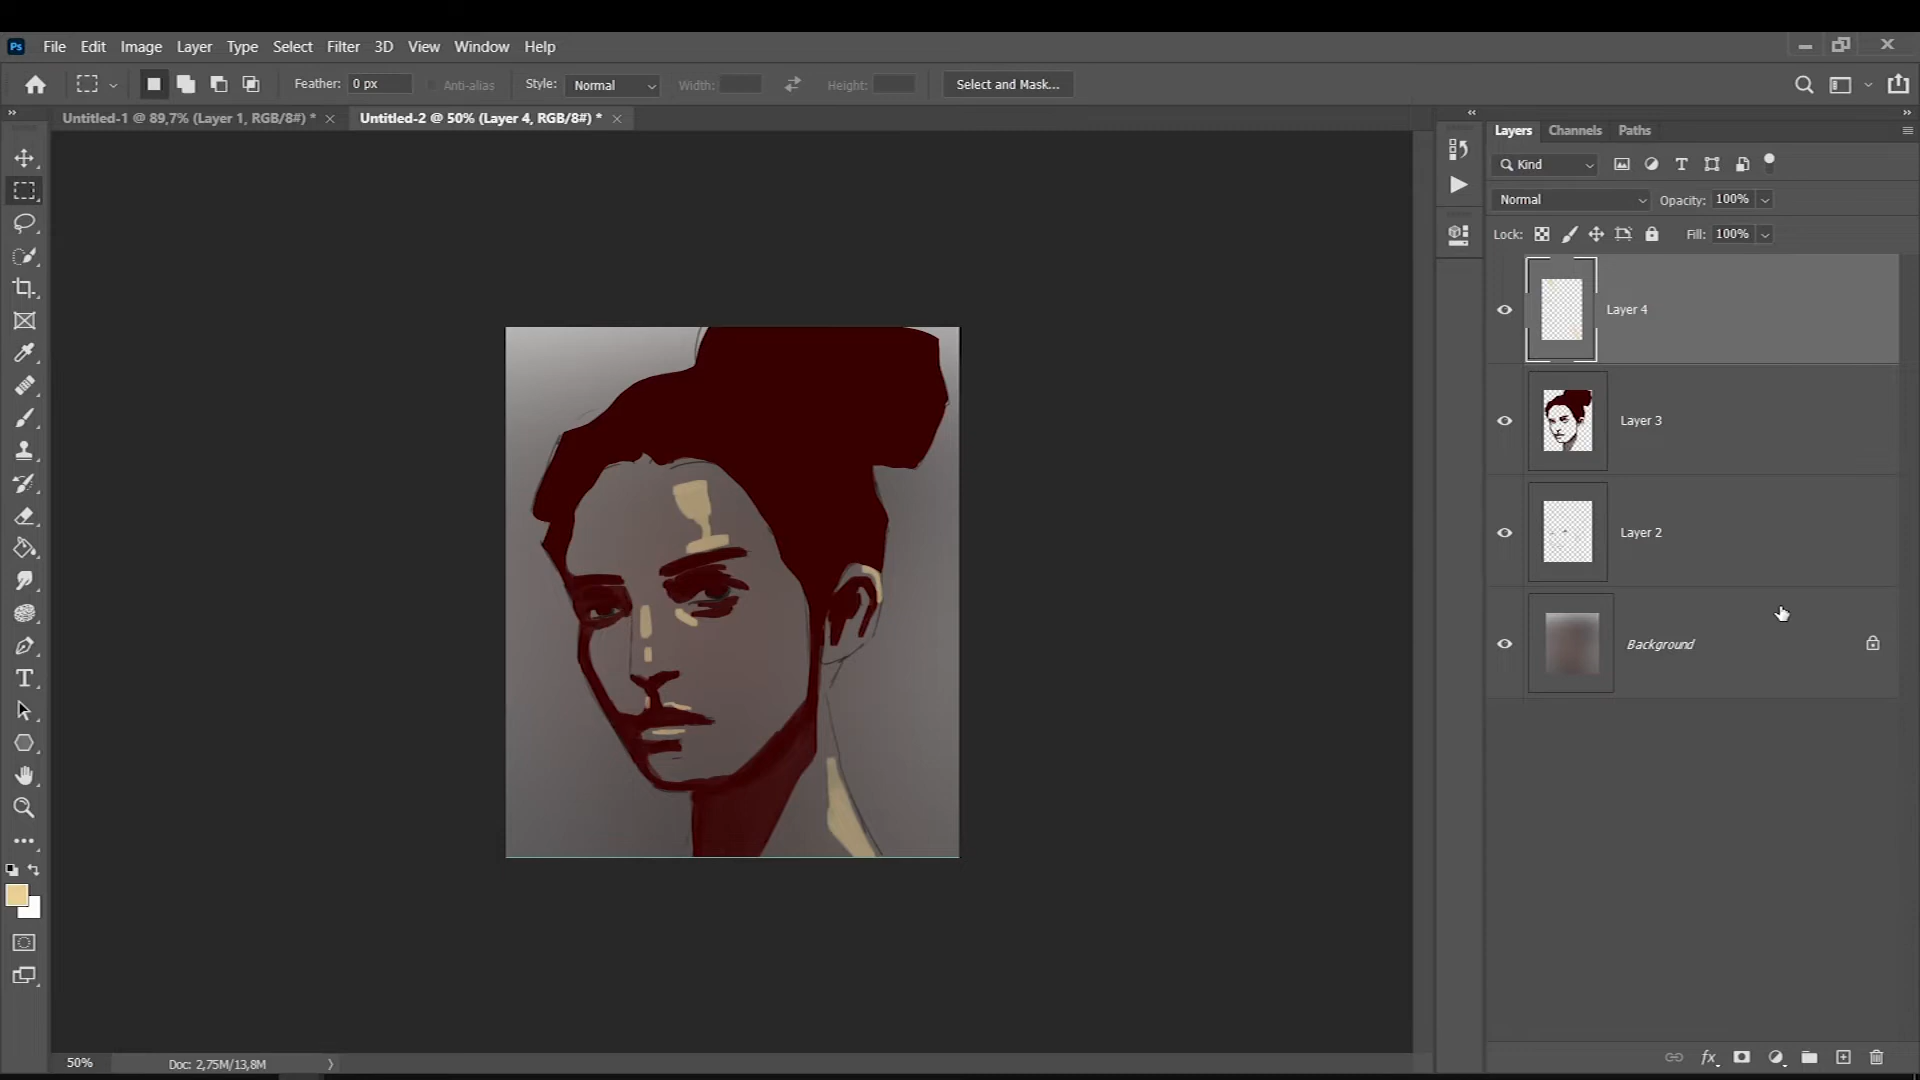 Ps File Edit Image Layer Type Select Filter 3D View Window Help
Feather: 0 px Anti-alias Style: Normal Width: Height: Select and Mask...
Untitled-1 @ 89,7% (Layer 1, RGB/8#) * Untitled-2 @ 50% (Layer 4, RGB/8#) *
Layers Channels Paths
Kind
Normal Opacity: 100%
Lock: Fill: 100%
Layer 4
Layer 3
Layer 2
Background
50% Doc: 2,75M/13,8M